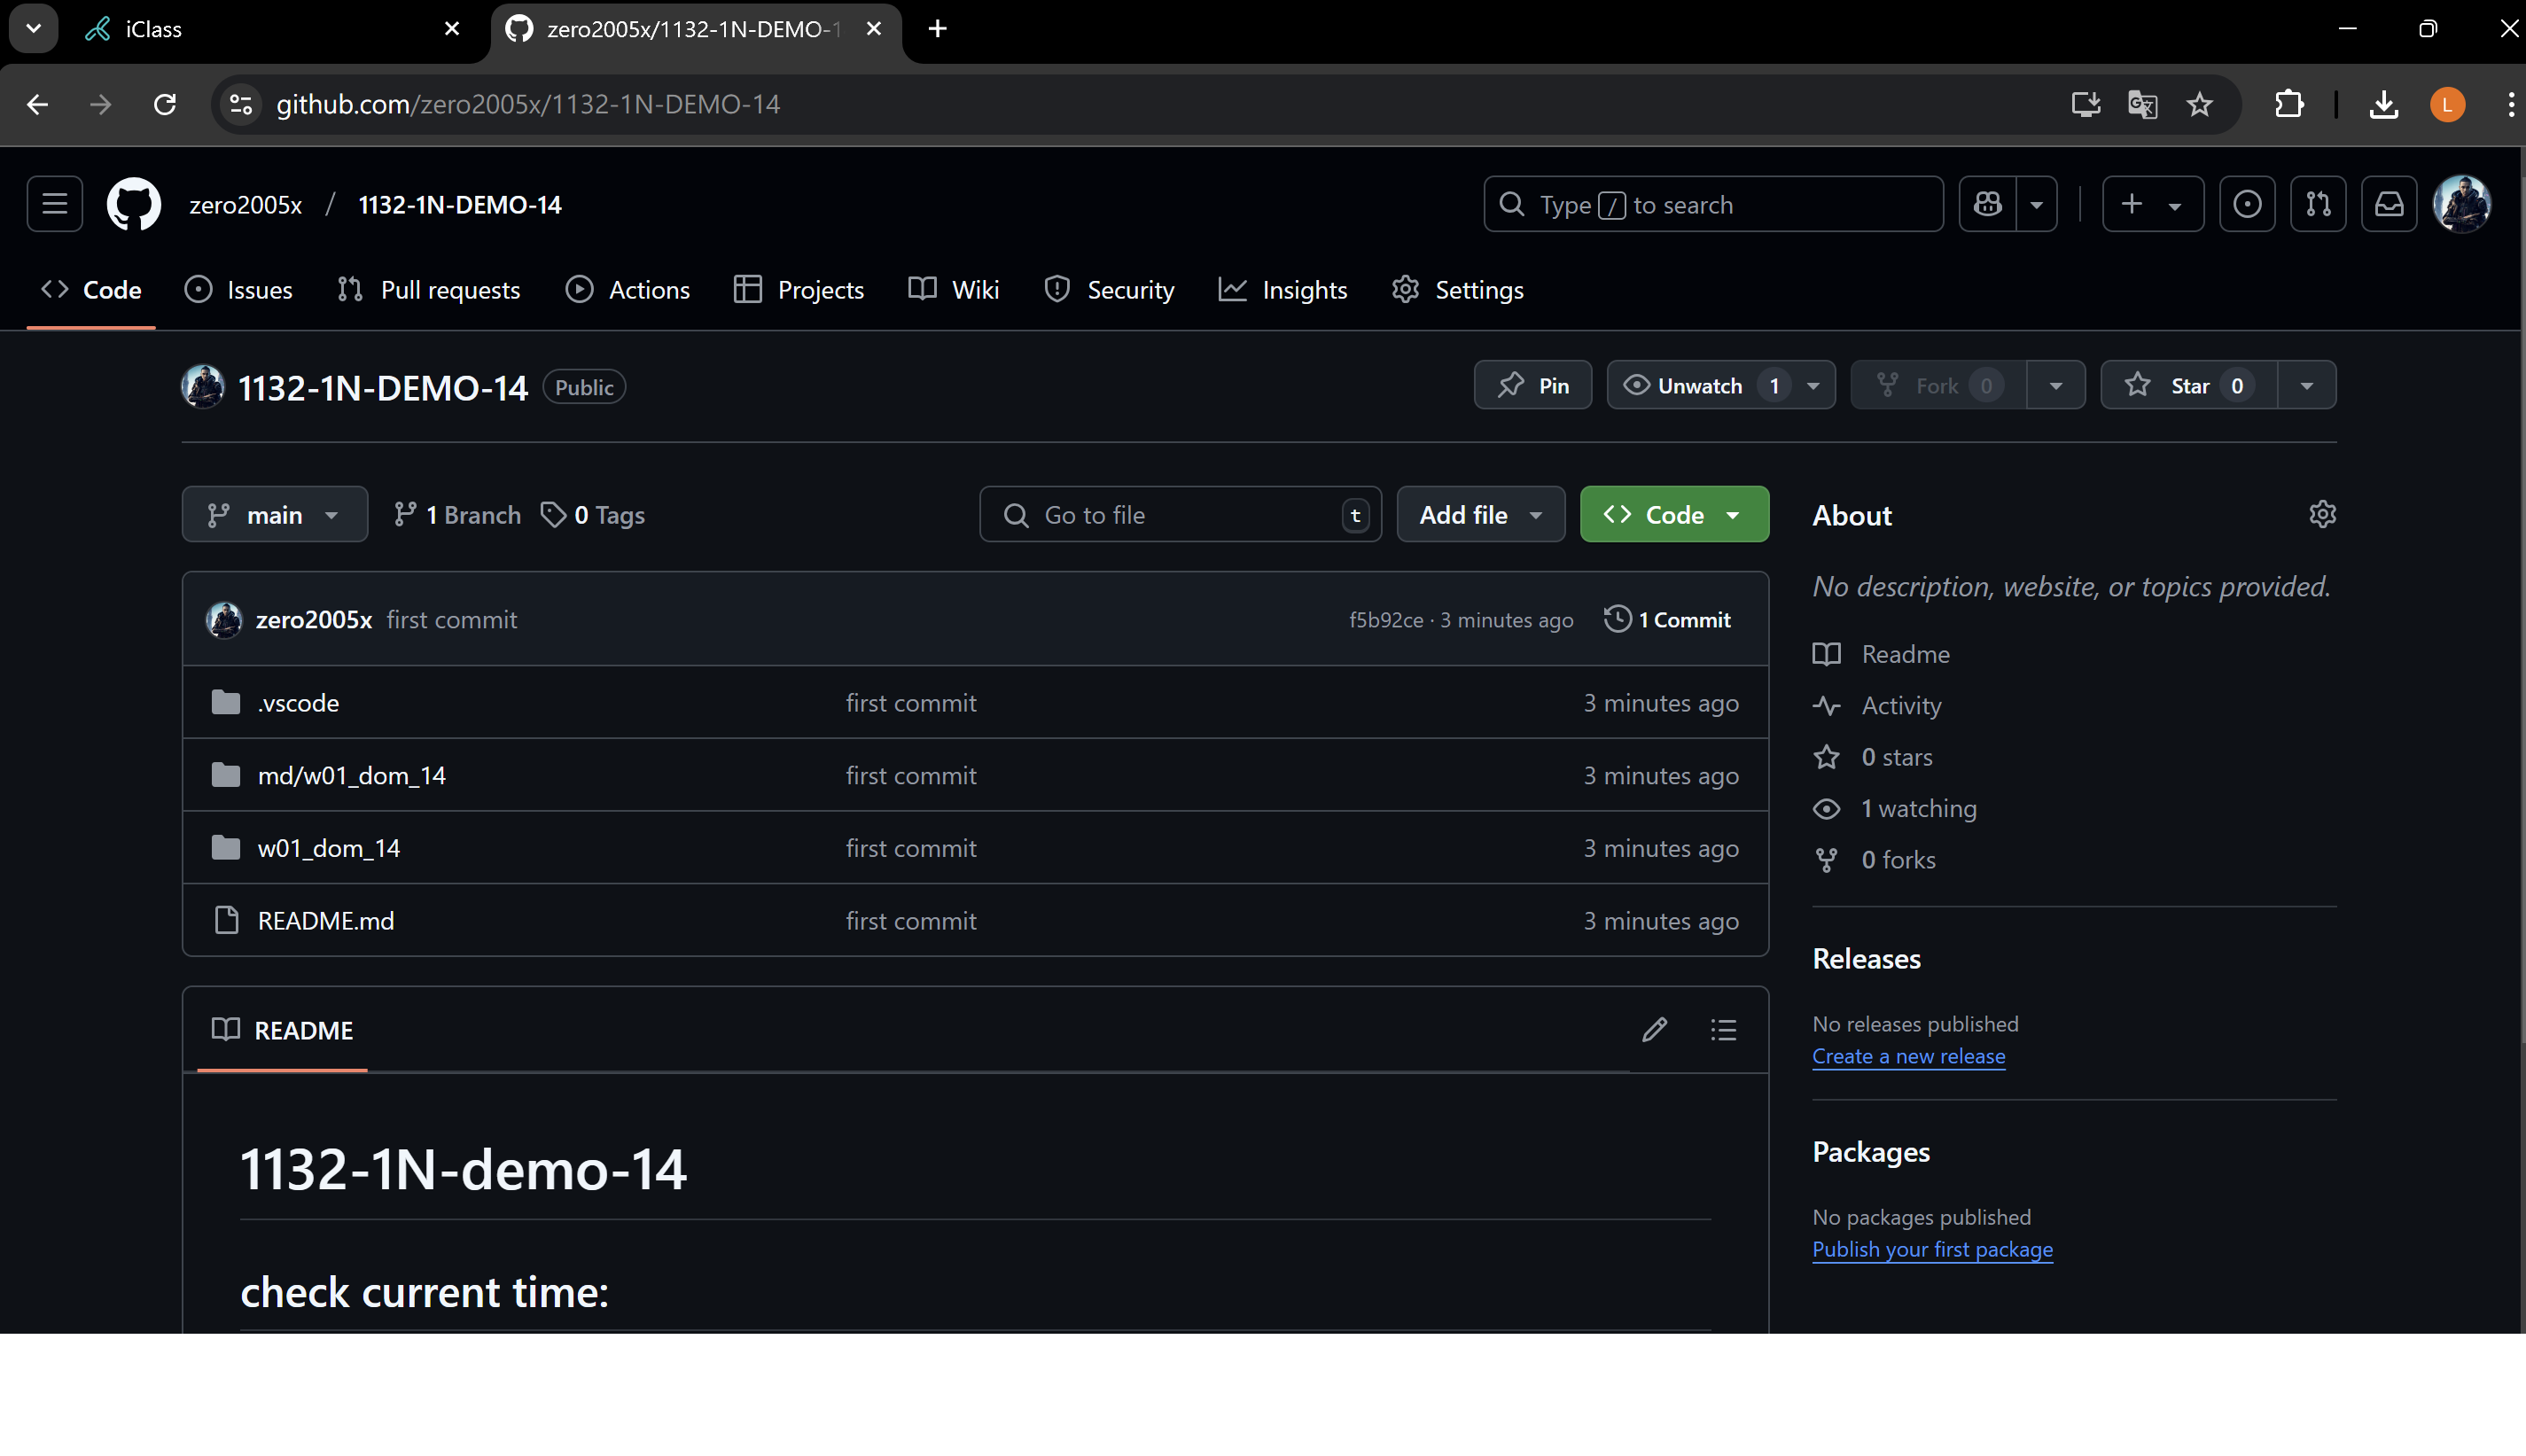 iClass
zero2005x/1132-1N-DEMO-1
github.com/zero2005x/1132-1N-DEMO-14
L
zero2005x / 1132-1N-DEMO-14
Type / to search
Code
Issues
Pull requests
Actions
Projects
Wiki
Security
Insights
Settings
1132-1N-DEMO-14 Public
Pin
Unwatch 1
Fork 0
Star 0
main
1 Branch
0 Tags
Go to file t
Add file
Code
zero2005x first commit
f5b92ce · 3 minutes ago
1 Commit
.vscode first commit 3 minutes ago
md/w01_dom_14 first commit 3 minutes ago
w01_dom_14 first commit 3 minutes ago
README.md first commit 3 minutes ago
README
1132-1N-demo-14
check current time:
About
No description, website, or topics provided.
Readme
Activity
0 stars
1 watching
0 forks
Releases
No releases published
Create a new release
Packages
No packages published
Publish your first package